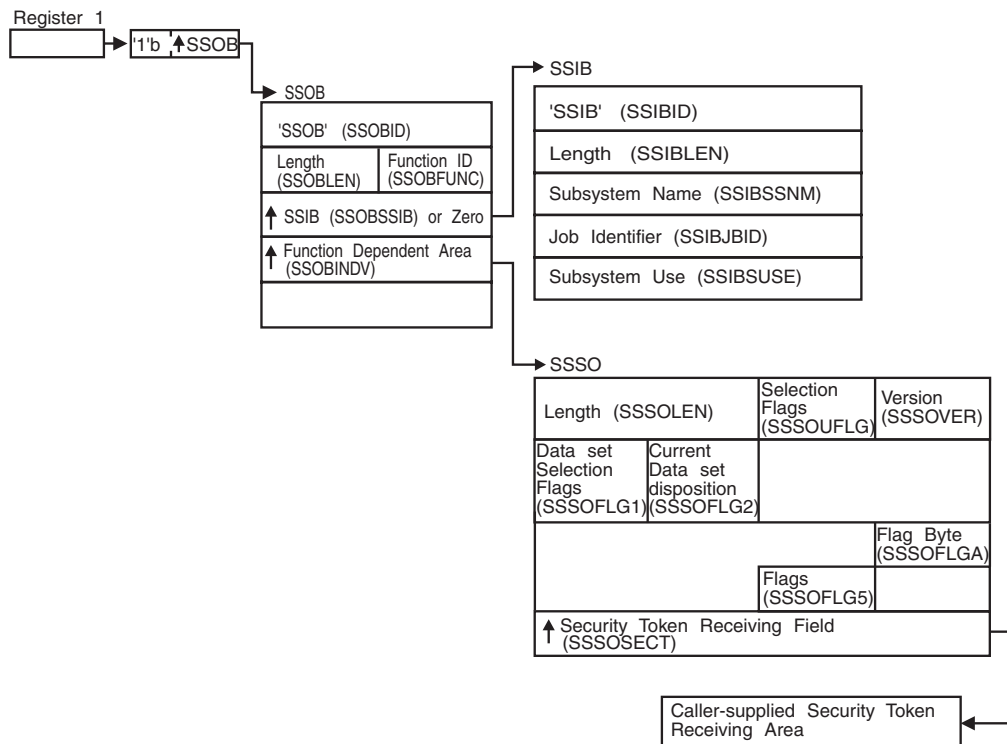 Register 1
'1'b ↑SSOB
SSOB
'SSOB' (SSOBID)
Length
(SSOBLEN)
Function ID
(SSOBFUNC)
↑ SSIB (SSOBSSIB) or Zero
↑ Function Dependent Area
(SSOBINDV)
SSIB
'SSIB' (SSIBID)
Length (SSIBLEN)
Subsystem Name (SSIBSSNM)
Job Identifier (SSIBJBID)
Subsystem Use (SSIBSUSE)
SSSO
Length (SSSOLEN)
Selection
Flags
(SSSOUFLG)
Version
(SSSOVER)
Data set
Selection
Flags
(SSSOFLG1)
Current
Data set
disposition
(SSSOFLG2)
Flag Byte
(SSSOFLGA)
Flags
(SSSOFLG5)
↑ Security Token Receiving Field
(SSSOSECT)
Caller-supplied Security Token
Receiving Area